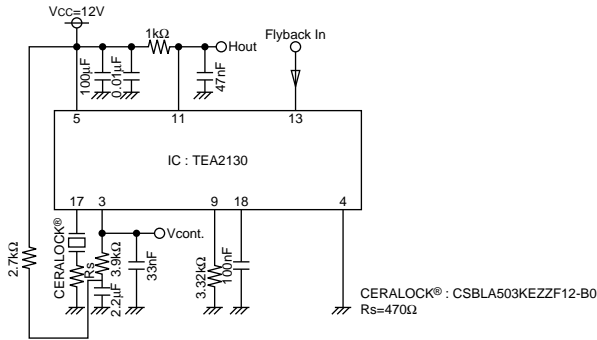 VCC=12V
1kΩ
Hout
Flyback In
100µF
0.01µF
47nF
5
11
13
IC : TEA2130
17
3
9
18
4
2.7kΩ
CERALOCK®
Rs
3.9kΩ
2.2µF
Vcont.
33nF
3.32kΩ
100nF
CERALOCK® : CSBLA503KEZZF12-B0
Rs=470Ω